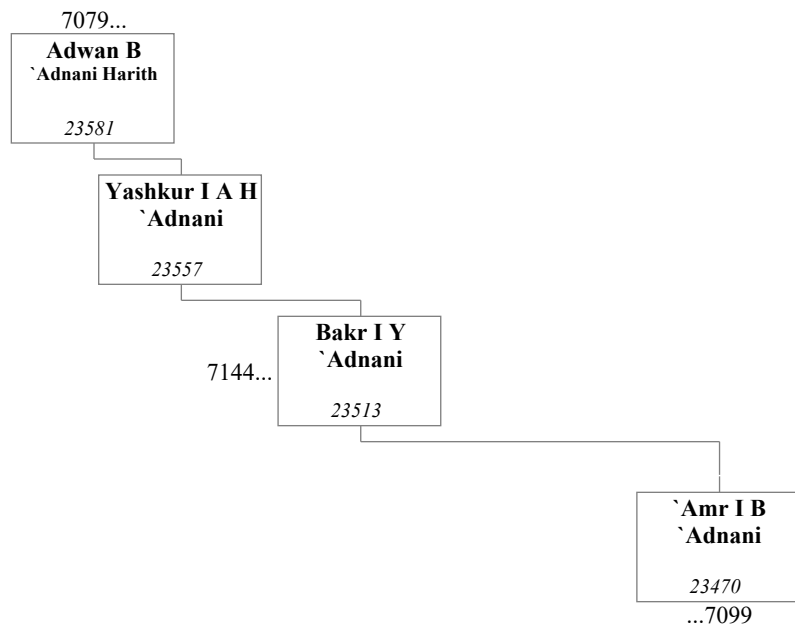 7079...
Adwan B
`Adnani Harith
23581
Yashkur I A H
`Adnani
23557
Bakr I Y
`Adnani
7144...
23513
`Amr I B
`Adnani
23470
...7099